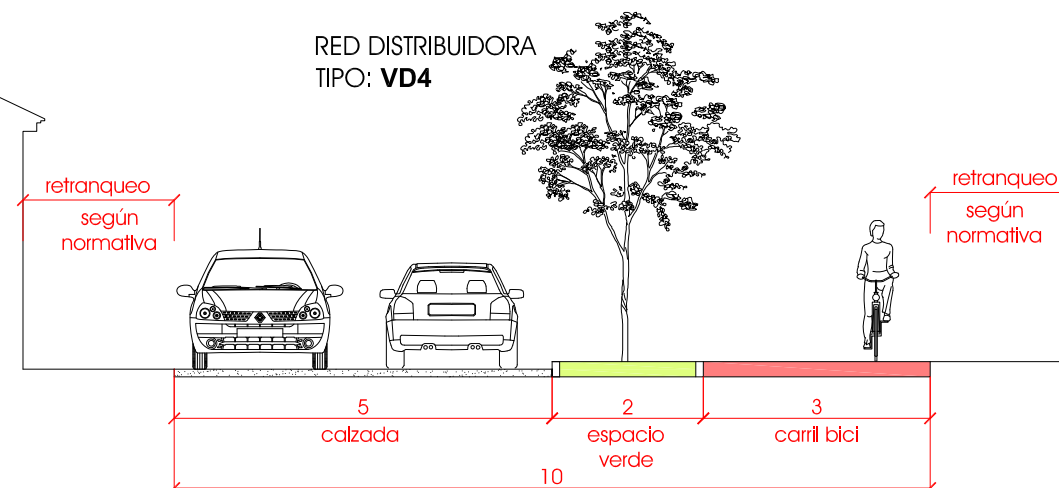 RED DISTRIBUIDORA
TIPO: VD4
retranqueo
según
normativa
retranqueo
según
normativa
5
calzada
2
espacio
verde
3
carril bici
10